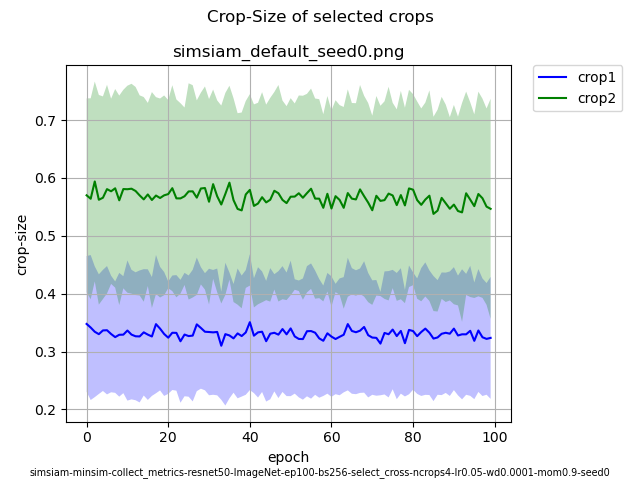 Crop-Size of selected crops
simsiam_default_seed0.png
crop1
crop2
0.7
0.6
0.5
0.4
0.3
0.2
crop-size
0 20 40 60 80 100
epoch
simsiam-minsim-collect_metrics-resnet50-ImageNet-ep100-bs256-select_cross-ncrops4-lr0.05-wd0.0001-mom0.9-seed0